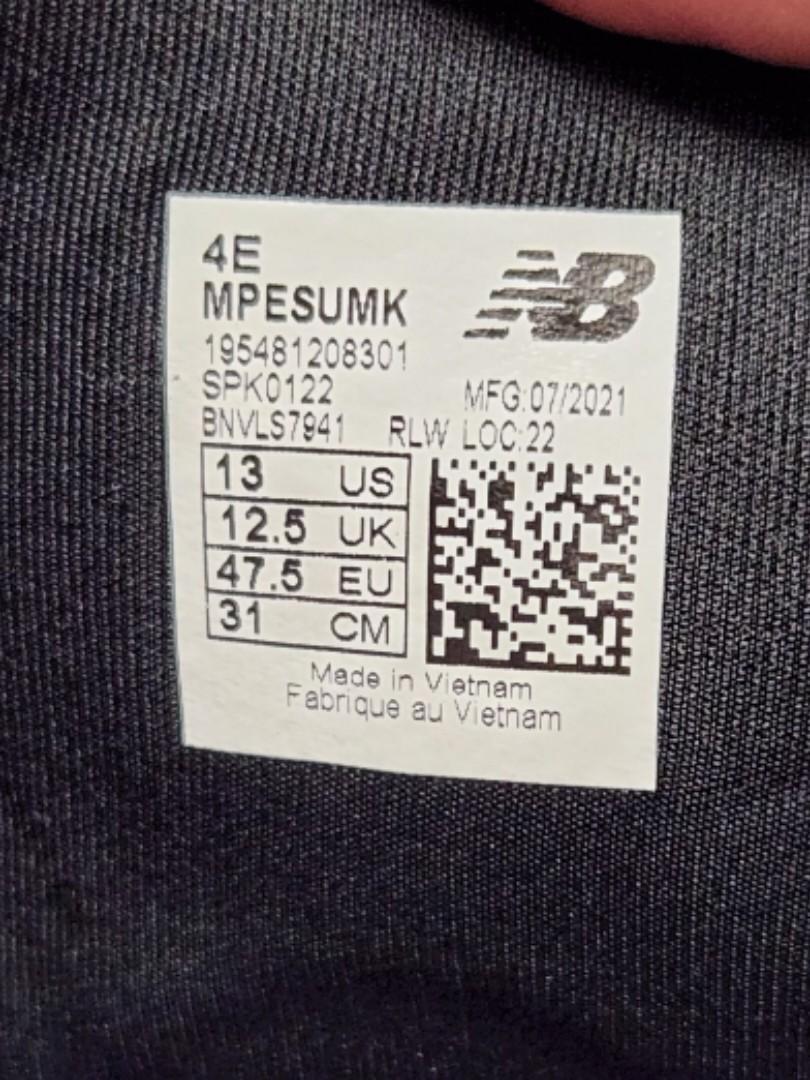 4E
NB
MPESUMK
195481208301
SPK0122 MFG:07/2021
BNVLS7941 RLW LOC:22
13 US
12.5 UK
47.5 EU
31 CM
Made in Vietnam
Fabrique au Vietnam